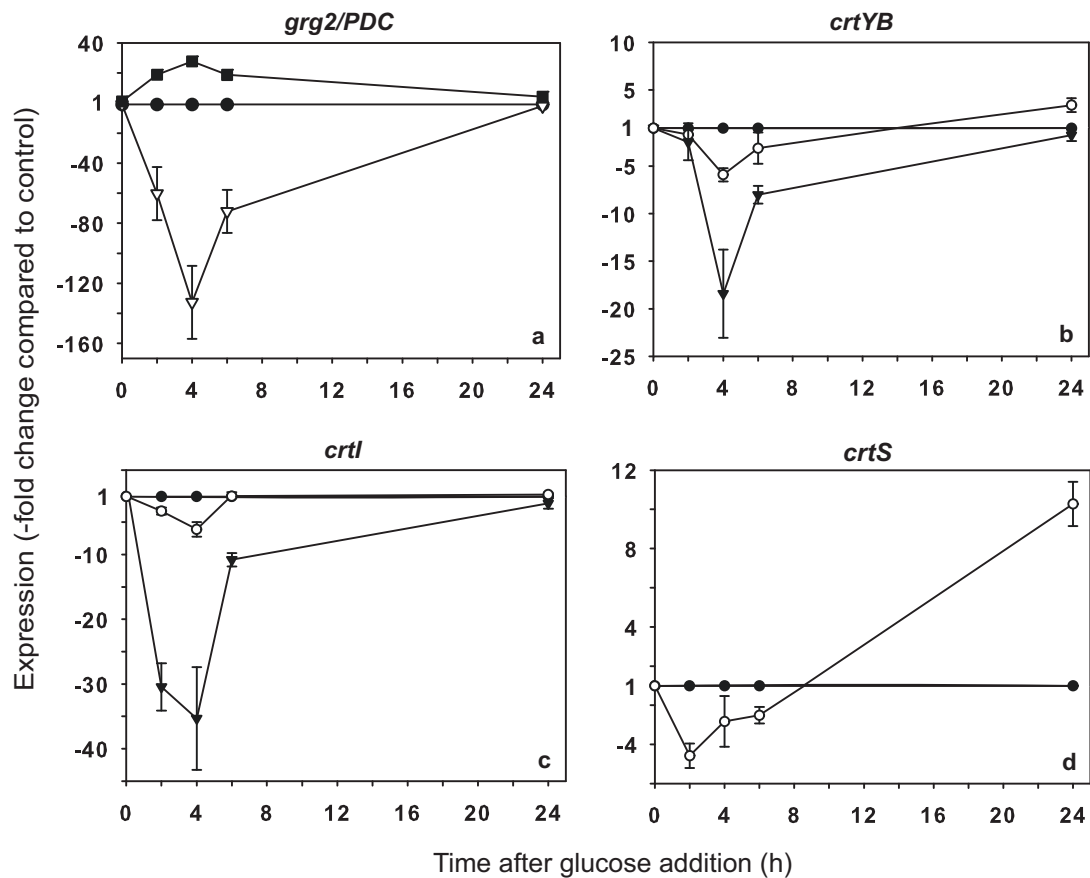 grg2/PDC
40
1
-40
-80
-120
-160
a
0 4 8 12 16 20 24
crtYB
10
5
1
-5
-10
-15
-20
-25
b
0 4 8 12 16 20 24
Expression (-fold change compared to control)
crtI
1
-10
-20
-30
-40
c
0 4 8 12 16 20 24
crtS
12
8
4
1
-4
d
0 4 8 12 16 20 24
Time after glucose addition (h)